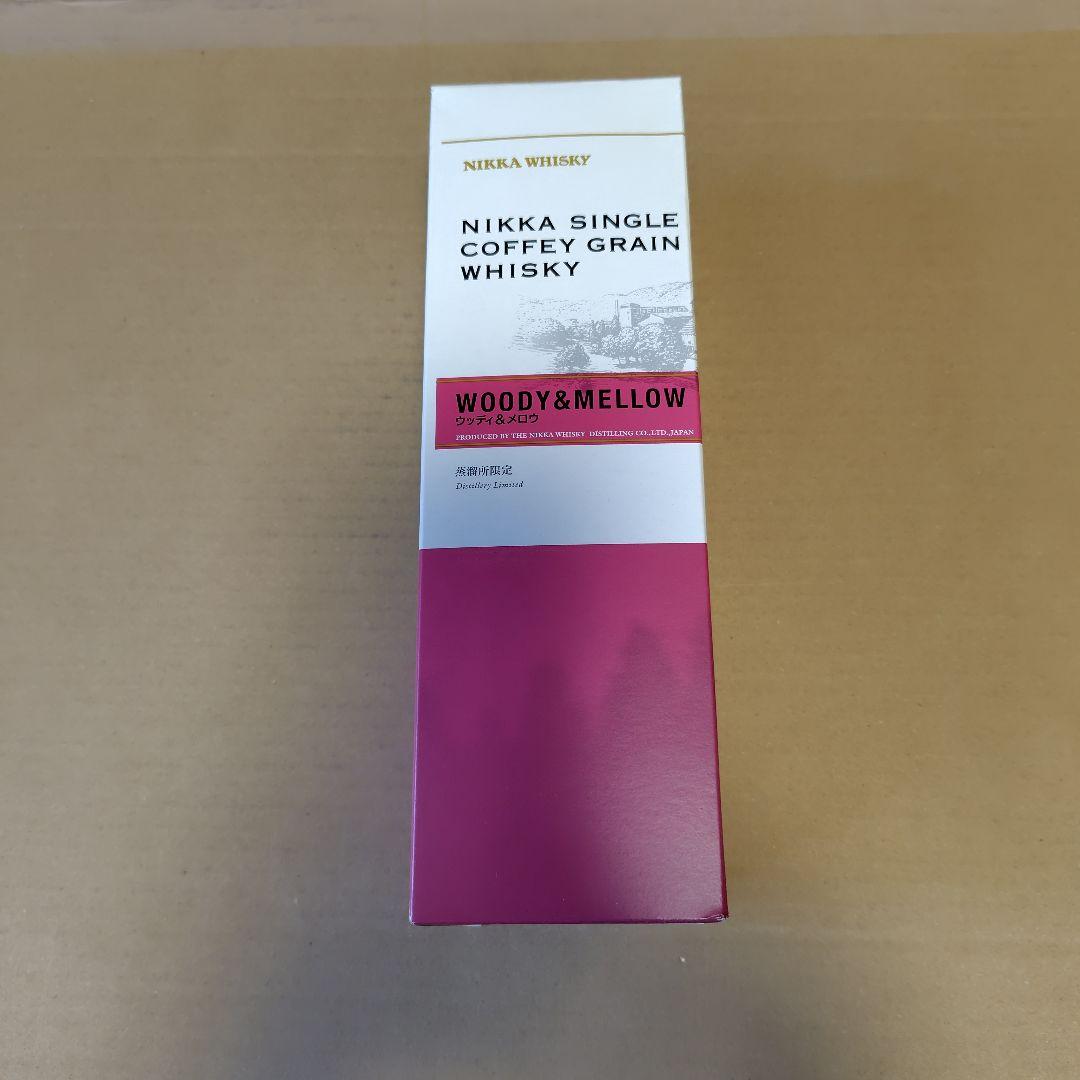 NIKKA WHISKY
NIKKA SINGLE
COFFEY GRAIN
WHISKY
WOODY&MELLOW
ウッディ&メロウ
PRODUCED BY THE NIKKA WHISKY DISTILLING CO.,LTD.,JAPAN
蒸溜所限定
Distillery Limited